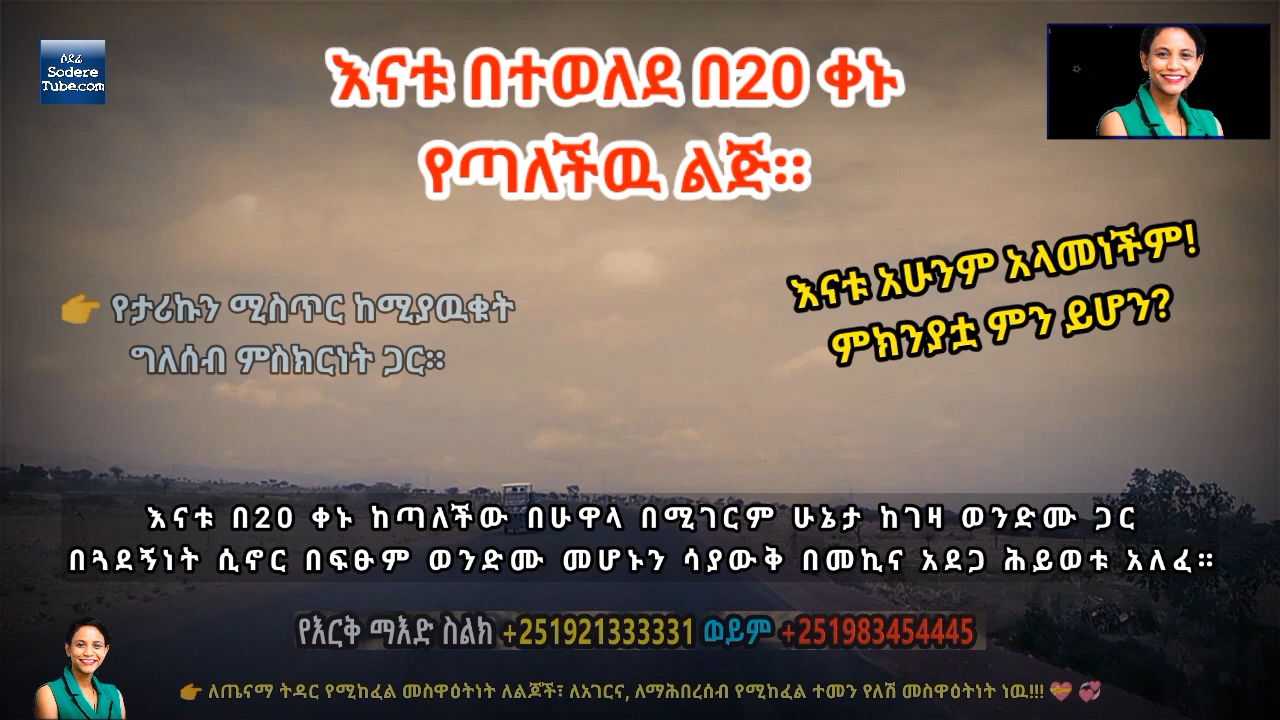 ሶደሬ
Sodere
Tube.com
እናቱ በተወለደ በ20 ቀኑ
የጣለችዉ ልጅ።
እናቱ አሁንም አላመነችም!
ምክንያቷ ምን ይሆን?
👉 የታሪኩን ሚስጥር ከሚያዉቁት
ግለሰብ ምስክርነት ጋር።
እናቱ በ20 ቀኑ ከጣለችው በሁዋላ በሚገርም ሁኔታ ከገዛ ወንድሙ ጋር
በጓደኝነት ሲኖር በፍፁም ወንድሙ መሆኑን ሳያውቅ በመኪና አደጋ ሕይወቱ አለፈ።
የእርቅ ማእድ ስልክ +251921333331 ወይም +251983454445
👉 ለጤናማ ትዳር የሚከፈል መስዋዕትነት ለልጆች፣ ለአገርና, ለማሕበረሰብ የሚከፈል ተመን የለሽ መስዋዕትነት ነዉ!!! 💝 💞